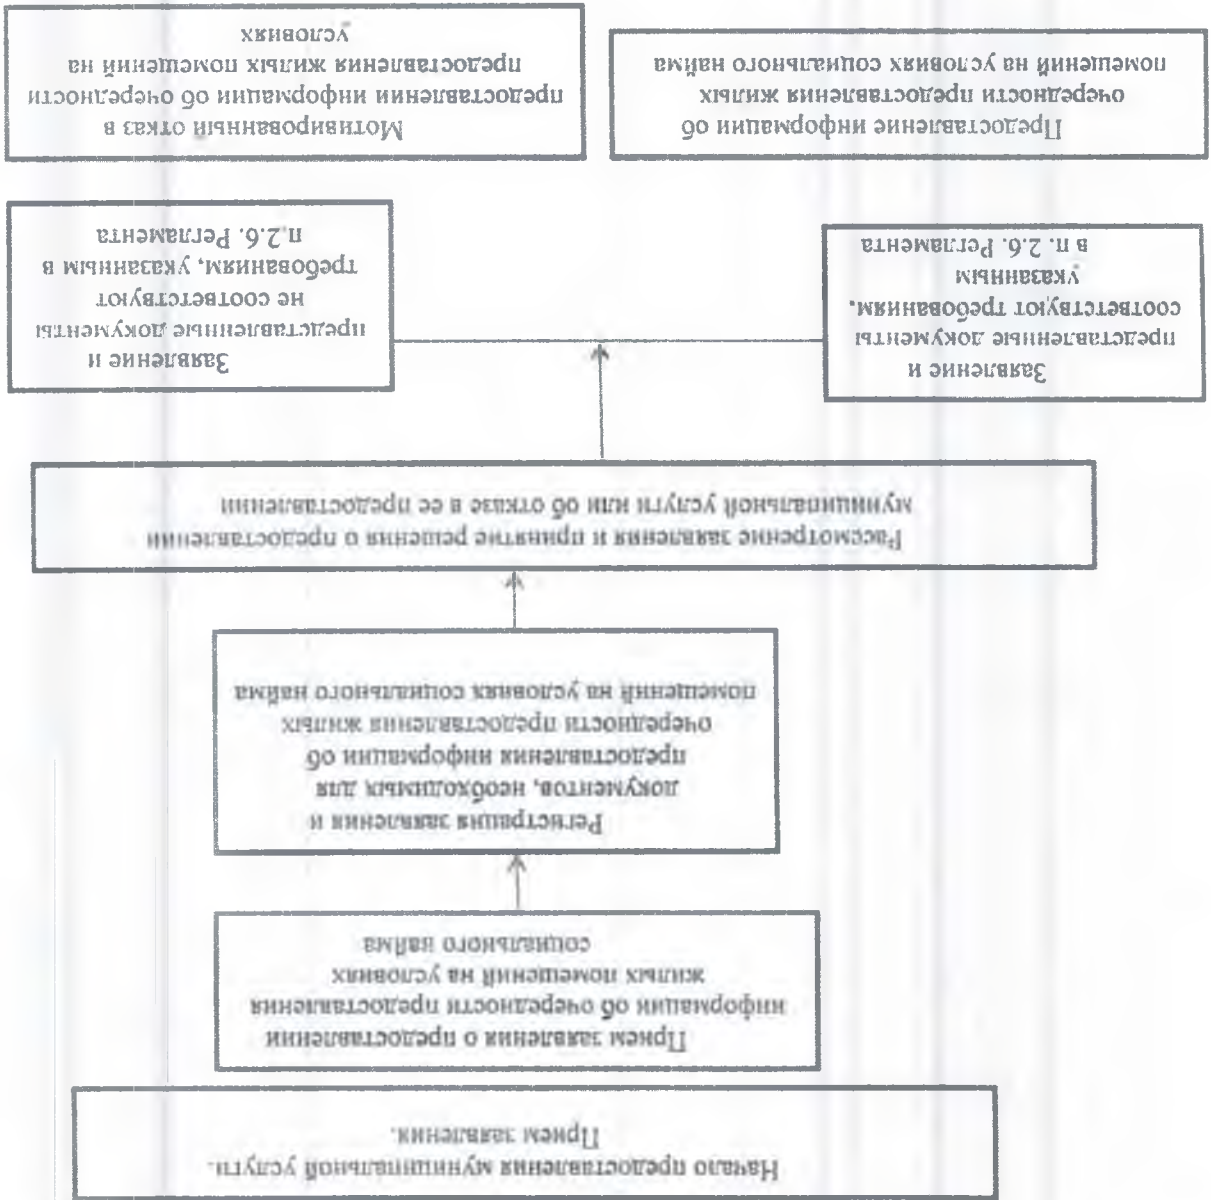 Начало предоставления муниципальной услуги.
Прием заявления.
Прием заявления о предоставлении
информации об очередности предоставления
жилых помещений на условиях
социального найма
Регистрация заявления и
документов, необходимых для
предоставления информации об
очередности предоставления жилых
помещений на условиях социального найма
Рассмотрение заявления и принятие решения о предоставлении
муниципальной услуги или об отказе в ее предоставлении
Заявление и
представленные документы
соответствуют требованиям,
указанным
в п. 2.6. Регламента
Заявление и
представленные документы
не соответствуют
требованиям, указанным в
п 2.6. Регламента
Предоставление информации об
очередности предоставления жилых
помещений на условиях социального найма
Мотивированный отказ в
предоставлении информации об очередности
предоставления жилых помещений на
условиях